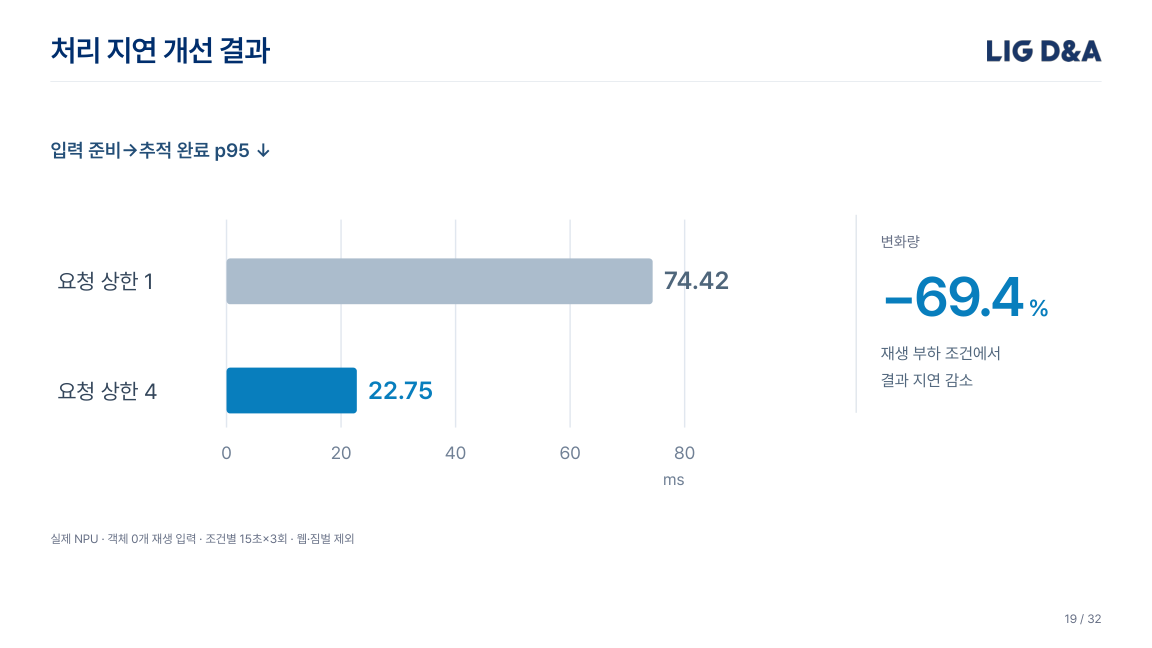 처리 지연 개선 결과
LIG D&A
입력 준비→추적 완료 p95 ↓
요청 상한 1
74.42
요청 상한 4
22.75
0 20 40 60 80
ms
변화량
−69.4 %
재생 부하 조건에서
결과 지연 감소
실제 NPU · 객체 0개 재생 입력 · 조건별 15초×3회 · 웹·짐벌 제외
19 / 32